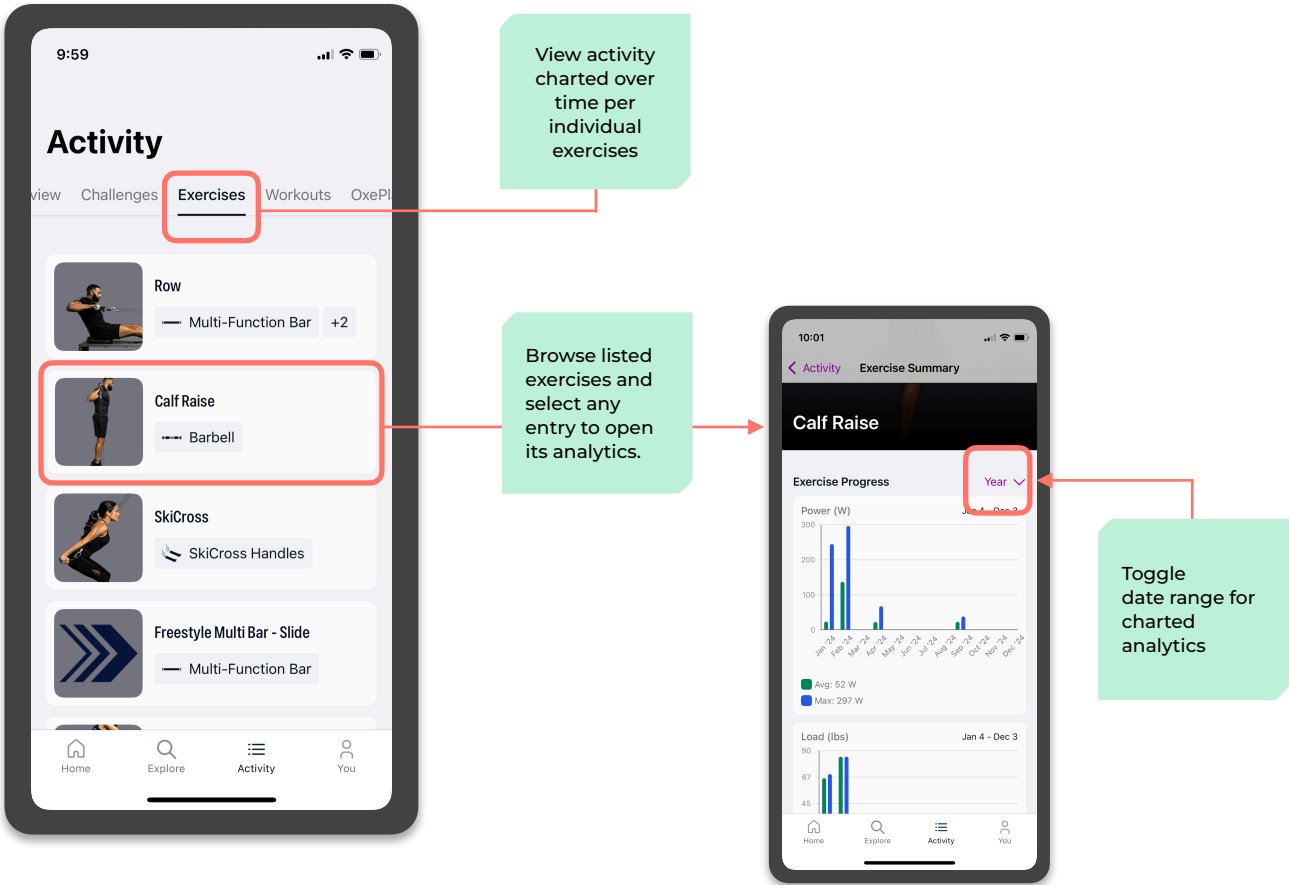 9:59
Activity
view Challenges Exercises Workouts OxePl
Row
Multi-Function Bar +2
Calf Raise
Barbell
SkiCross
SkiCross Handles
Freestyle Multi Bar - Slide
Multi-Function Bar
Home Explore Activity You
View activity
charted over
time per
individual
exercises
Browse listed
exercises and
select any
entry to open
its analytics.
10:01
Activity Exercise Summary
Calf Raise
Exercise Progress Year
Power (W) Jan 4 - Dec 3
300
200
100
0
Jan '24 Feb '24 Mar '24 Apr '24 May '24 Jun '24 Jul '24 Aug '24 Sep '24 Oct '24 Nov '24 Dec '24
Avg: 52 W
Max: 297 W
Load (lbs) Jan 4 - Dec 3
90
67
45
Home Explore Activity You
Toggle
date range for
charted
analytics